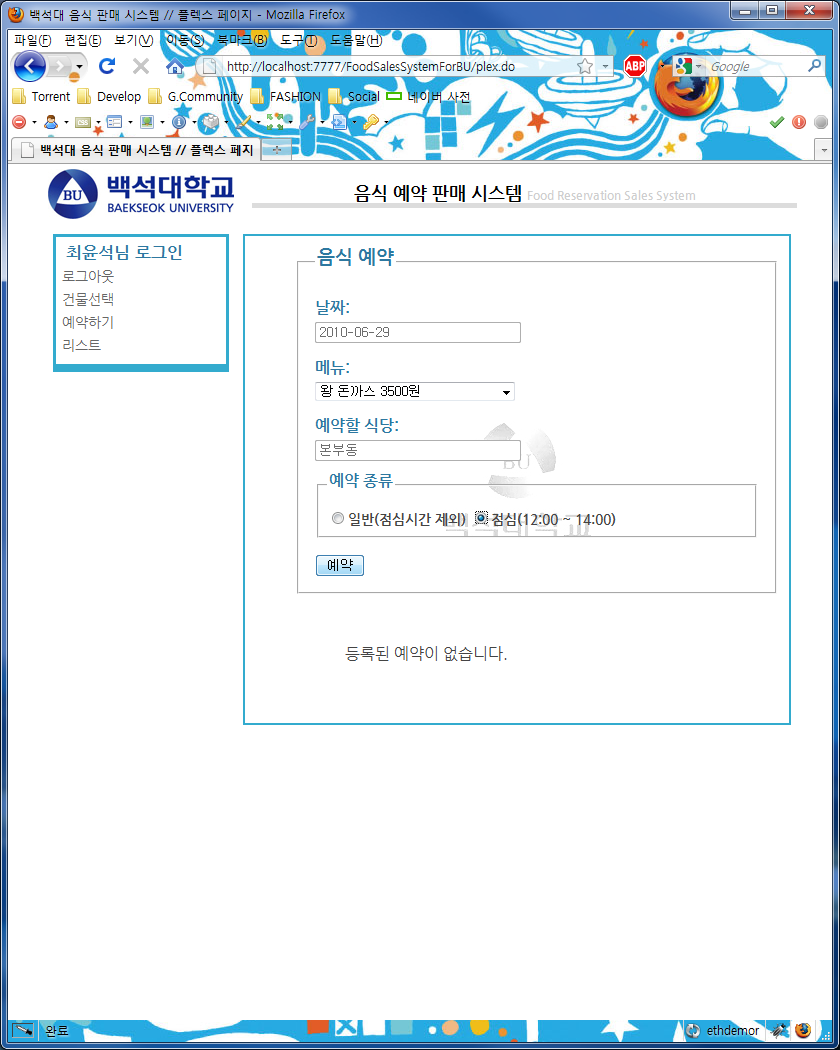 백석대 음식 판매 시스템 // 플렉스 페이지 - Mozilla Firefox
파일(F) 편집(E) 보기(V) 이동(S) 북마크(B) 도구(T) 도움말(H)
http://localhost:7777/FoodSalesSystemForBU/plex.do ABP Google
Torrent Develop G.Community FASHION Social 네이버 사전
백석대 음식 판매 시스템 // 플렉스 페지
BU 백석대학교
BAEKSEOK UNIVERSITY
음식 예약 판매 시스템 Food Reservation Sales System
최윤석님 로그인
로그아웃
건물선택
예약하기
리스트
음식 예약
날짜:
2010-06-29
메뉴:
왕 돈까스 3500원
예약할 식당:
본부동
BU
예약 종류
일반(점심시간 제외) 점심(12:00 ~ 14:00)
백석대학교
예약
등록된 예약이 없습니다.
완료 ethdemor